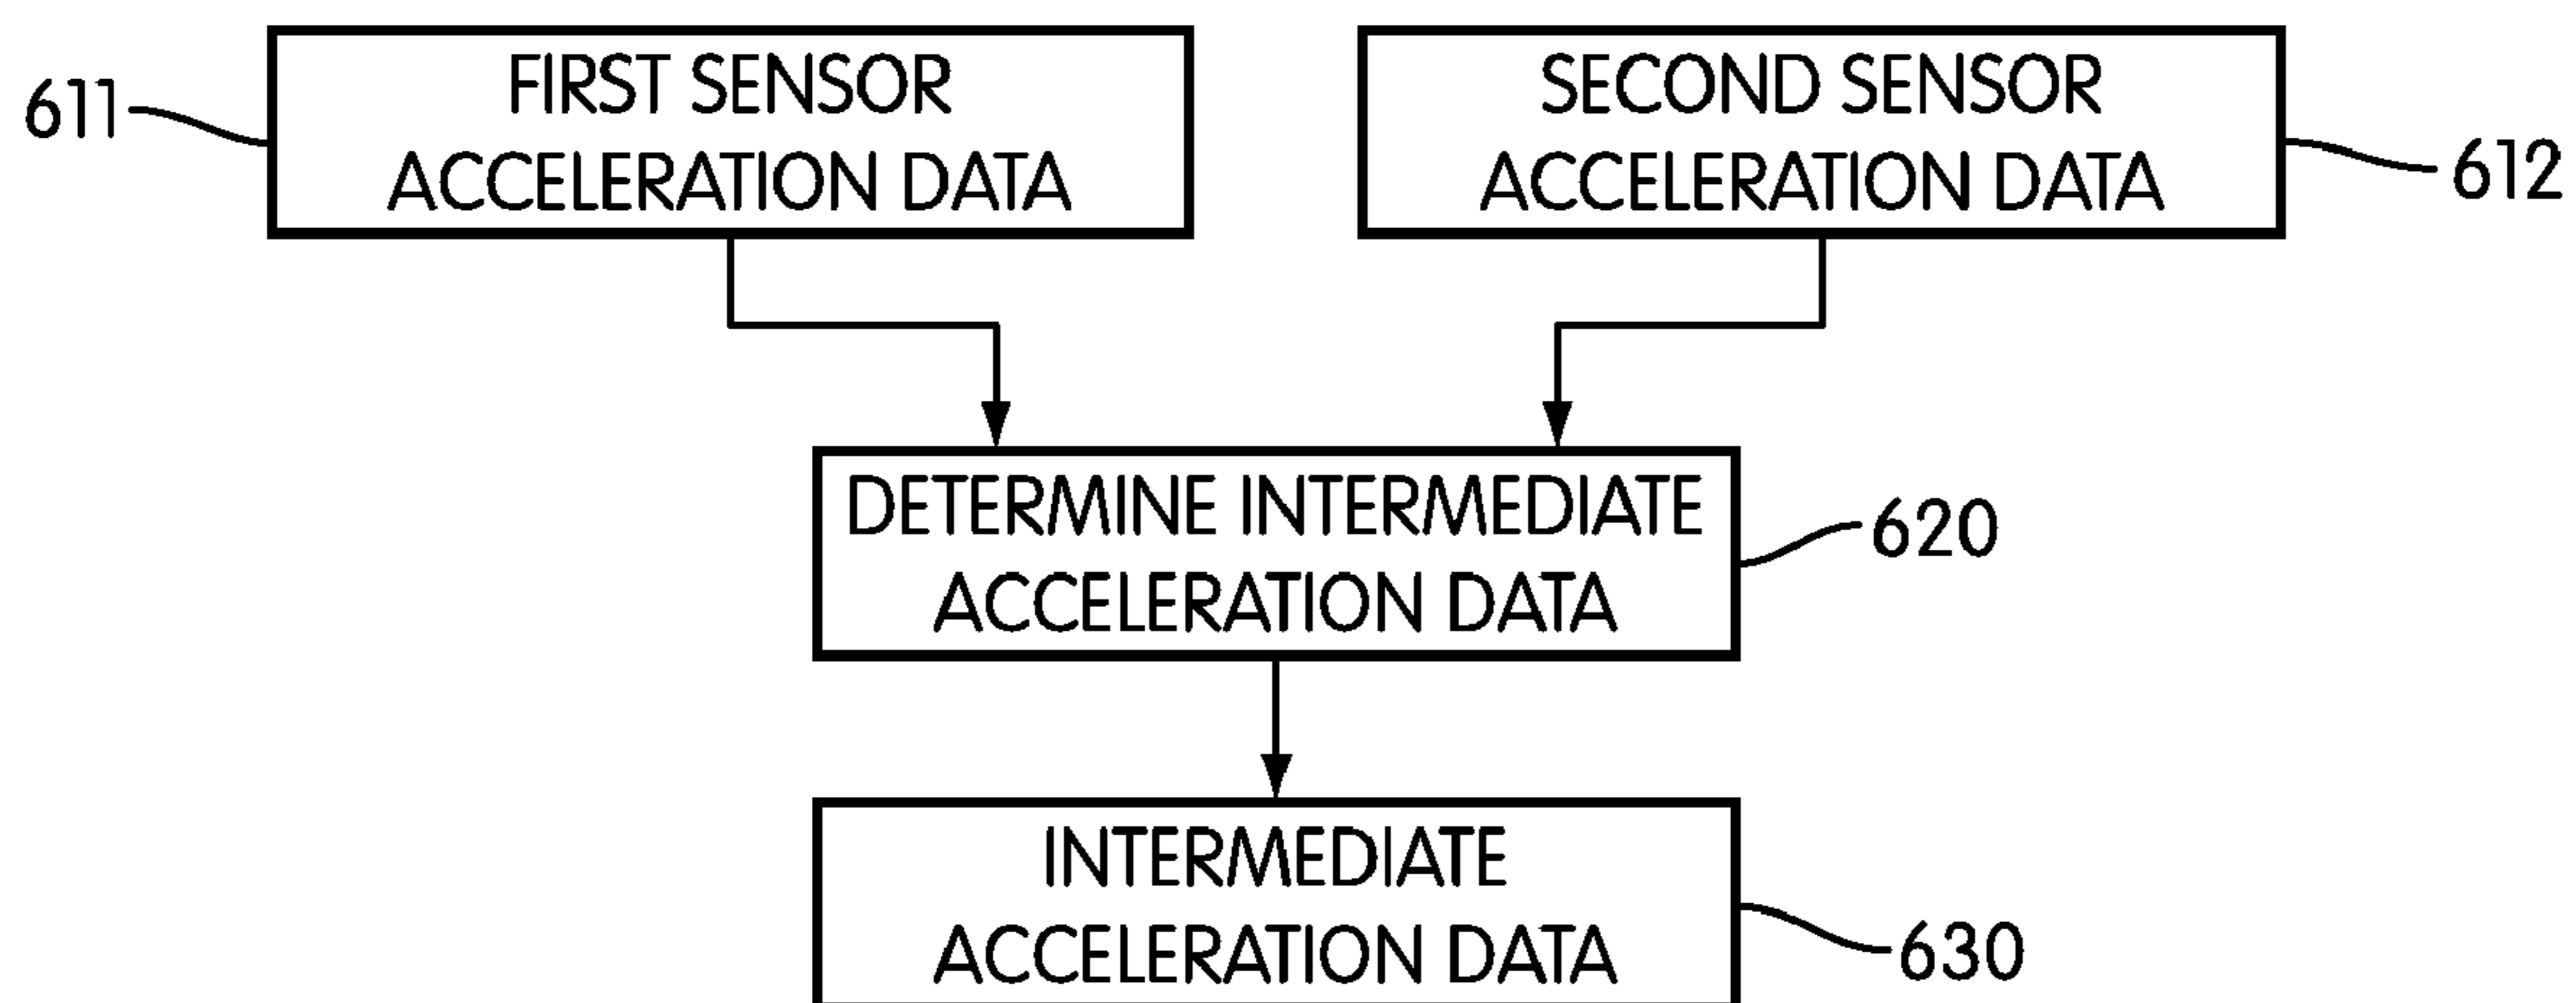 FIRST SENSOR
ACCELERATION DATA
611
SECOND SENSOR
ACCELERATION DATA
612
DETERMINE INTERMEDIATE
ACCELERATION DATA
620
INTERMEDIATE
ACCELERATION DATA
630